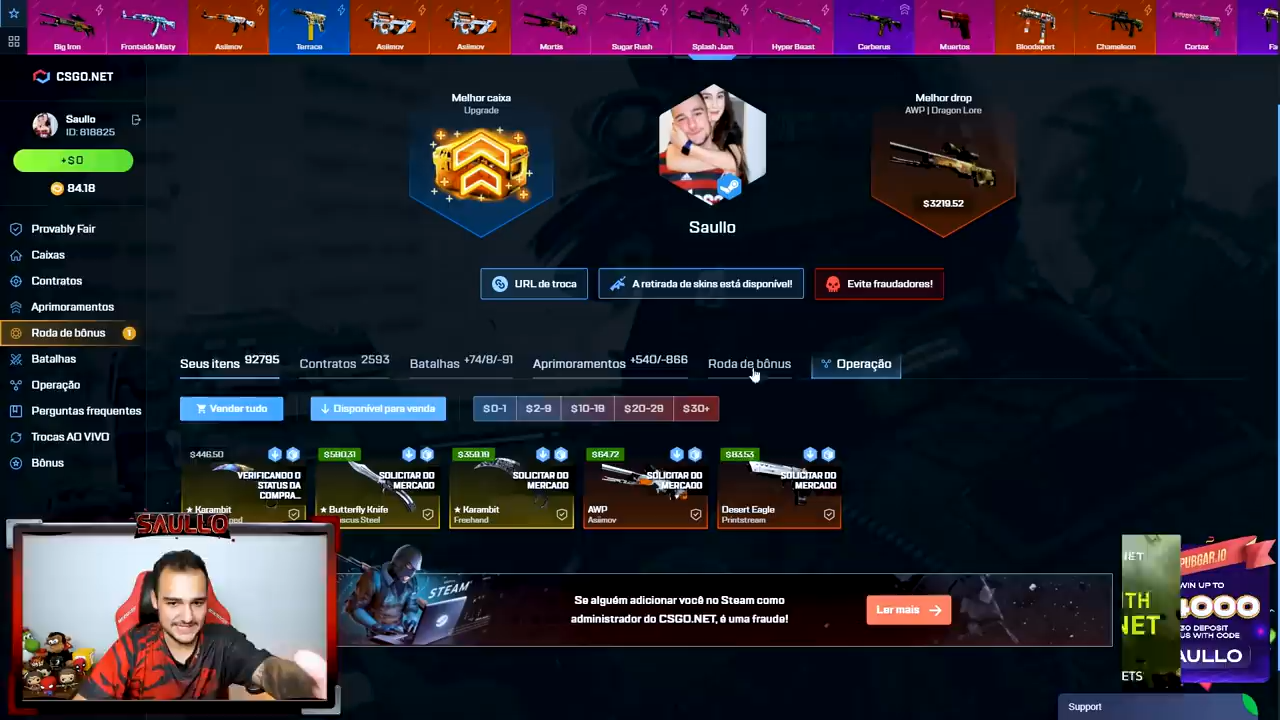 Big Iron
Frontside Misty
Asiimov
Terrace
Asiimov
Asiimov
Mortis
Sugar Rush
Splash Jam
Hyper Beast
Cerberus
Muertos
Bloodsport
Chameleon
Cortex
CSGO.NET
Saullo
ID: 818825
+$0
84.18
Provably Fair
Caixas
Contratos
Aprimoramentos
Roda de bônus 1
Batalhas
Operação
Perguntas frequentes
Trocas AO VIVO
Bônus
Melhor caixa
Upgrade
Melhor drop
AWP | Dragon Lore
$3219.52
Saullo
URL de troca
A retirada de skins está disponível!
Evite fraudadores!
Seus itens 92795
Contratos 2593
Batalhas +74/8/-91
Aprimoramentos +540/-866
Roda de bônus
Operação
Vender tudo
Disponível para venda
$0-1
$2-9
$10-19
$20-29
$30+
$446.50
VERIFICANDO O
STATUS DA
COMPRA...
★ Karambit
$590.31
SOLICITAR DO
MERCADO
★ Butterfly Knife
Steel
$359.19
SOLICITAR DO
MERCADO
★ Karambit
Freehand
$64.72
SOLICITAR DO
MERCADO
AWP
Asiimov
$83.53
SOLICITAR DO
MERCADO
Desert Eagle
Printstream
SAULLO
STEAM
Se alguém adicionar você no Steam como
administrador do CSGO.NET, é uma fraude!
Ler mais
PUBGAR.IO
WIN UP TO
DEPOSIT
WITH CODE
AULLO
Support